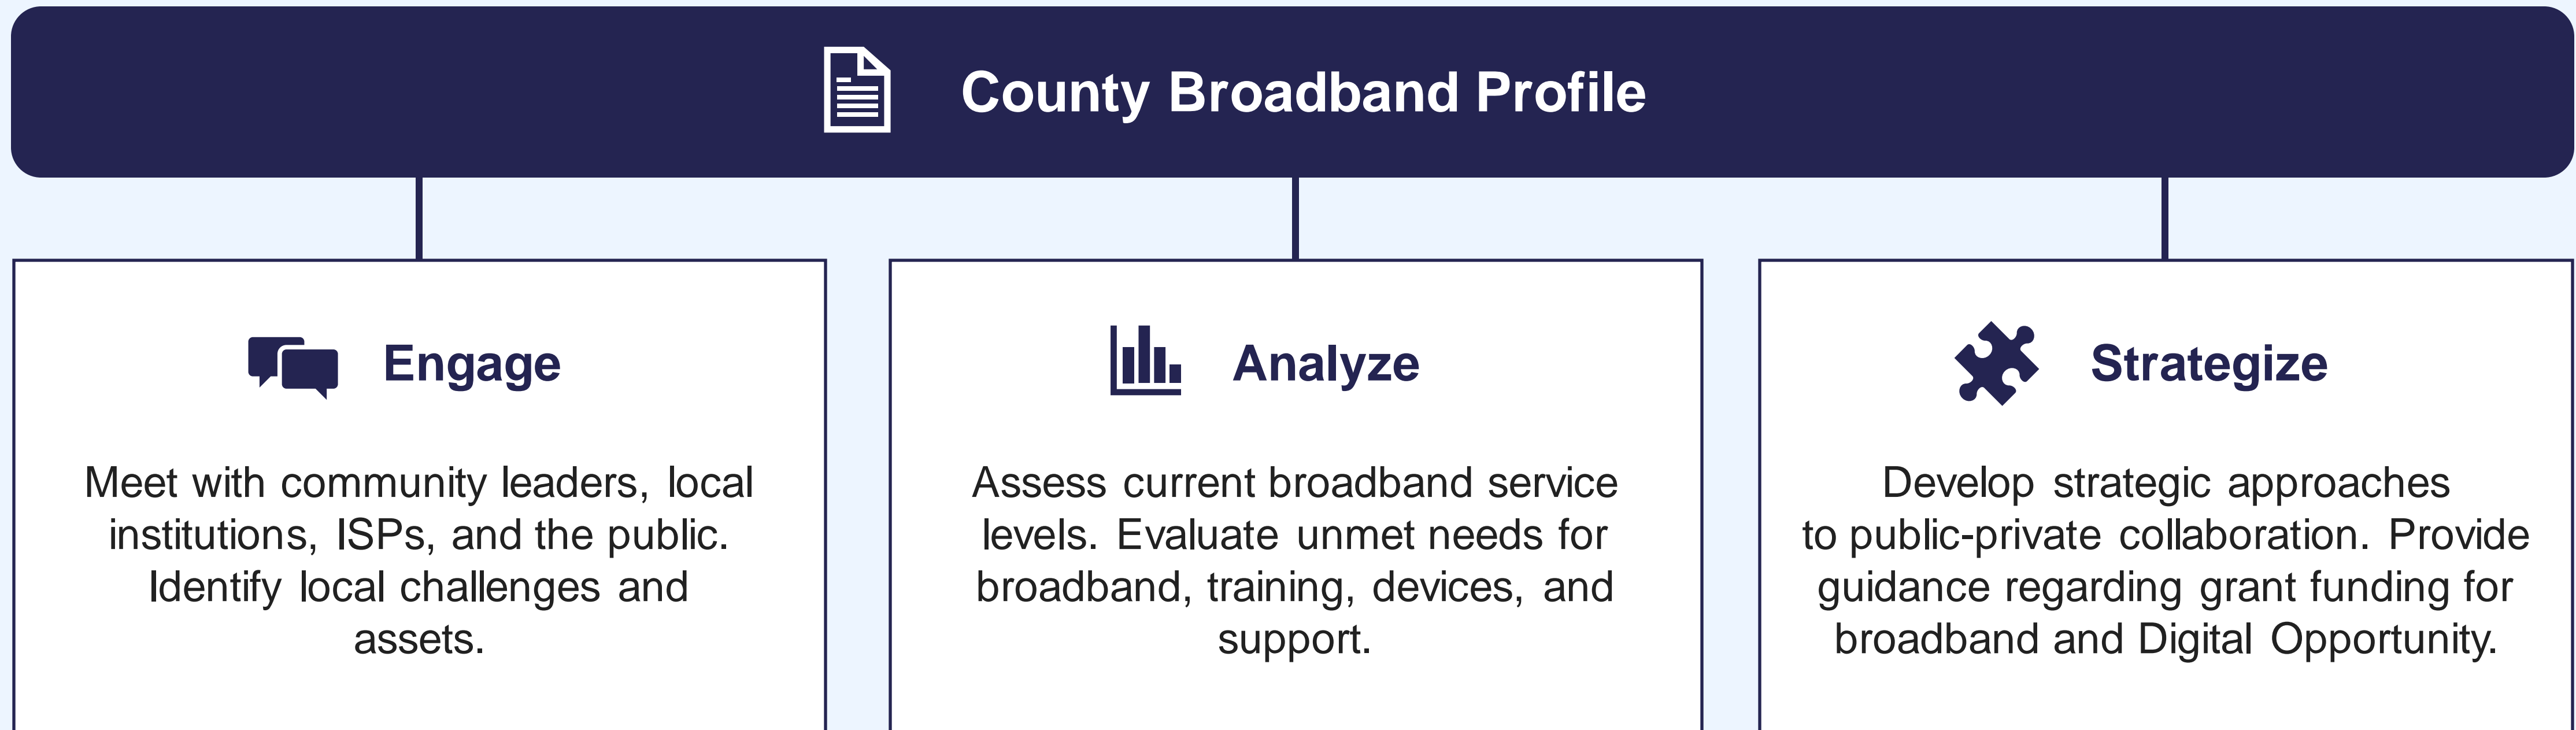 County Broadband Profile
Engage
Meet with community leaders, local
institutions, ISPs, and the public.
Identify local challenges and
assets.
Analyze
Assess current broadband service
levels. Evaluate unmet needs for
broadband, training, devices, and
support.
Strategize
Develop strategic approaches
to public-private collaboration. Provide
guidance regarding grant funding for
broadband and Digital Opportunity.